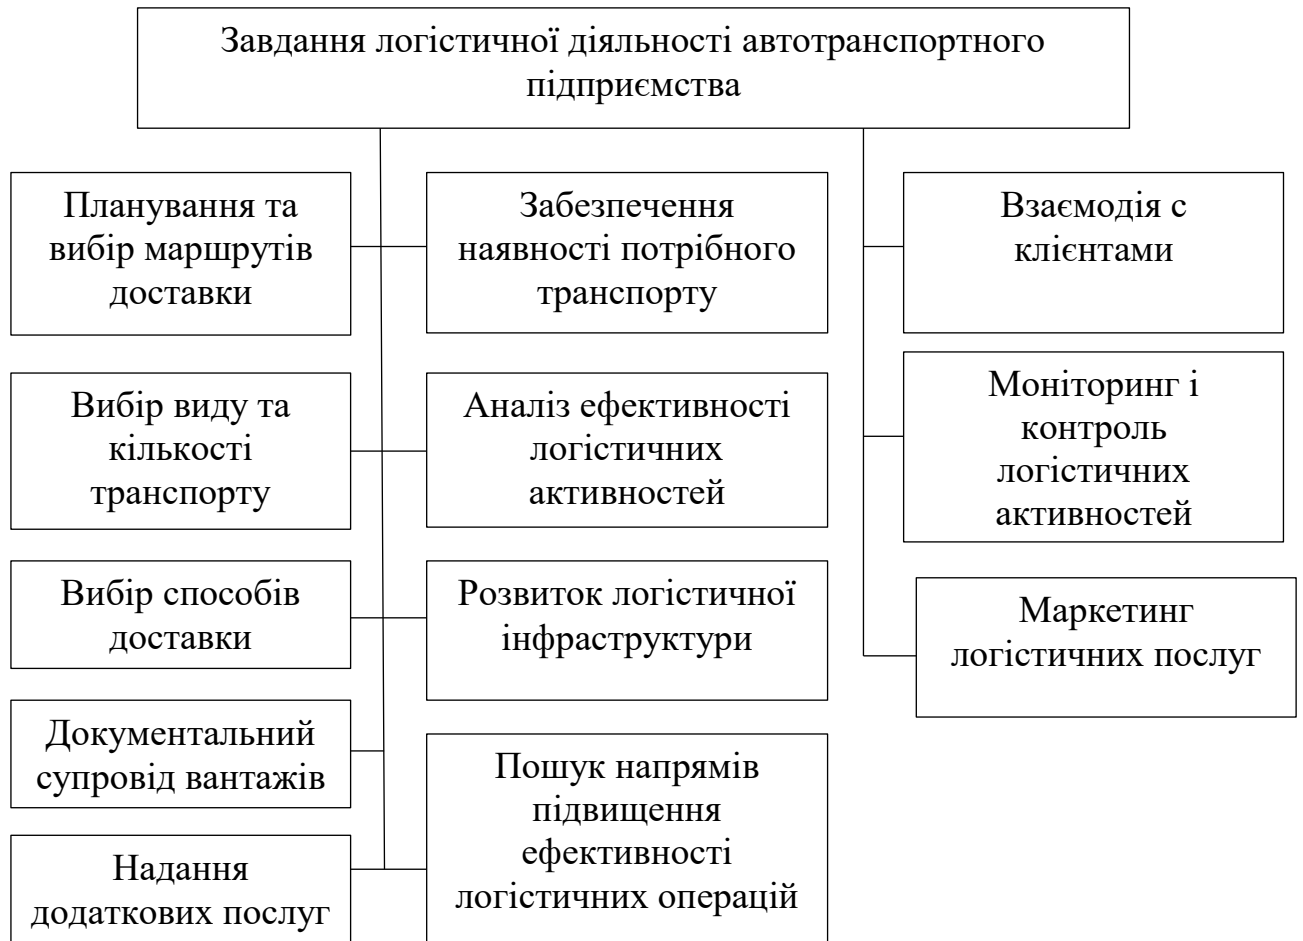 Завдання логістичної діяльності автотранспортного
підприємства
Планування та
вибір маршрутів
доставки
Вибір виду та
кількості
транспорту
Вибір способів
доставки
Документальний
супровід вантажів
Надання
додаткових послуг
Забезпечення
наявності потрібного
транспорту
Аналіз ефективності
логістичних
активностей
Розвиток логістичної
інфраструктури
Пошук напрямів
підвищення
ефективності
логістичних операцій
Взаємодія с
клієнтами
Моніторинг і
контроль
логістичних
активностей
Маркетинг
логістичних послуг